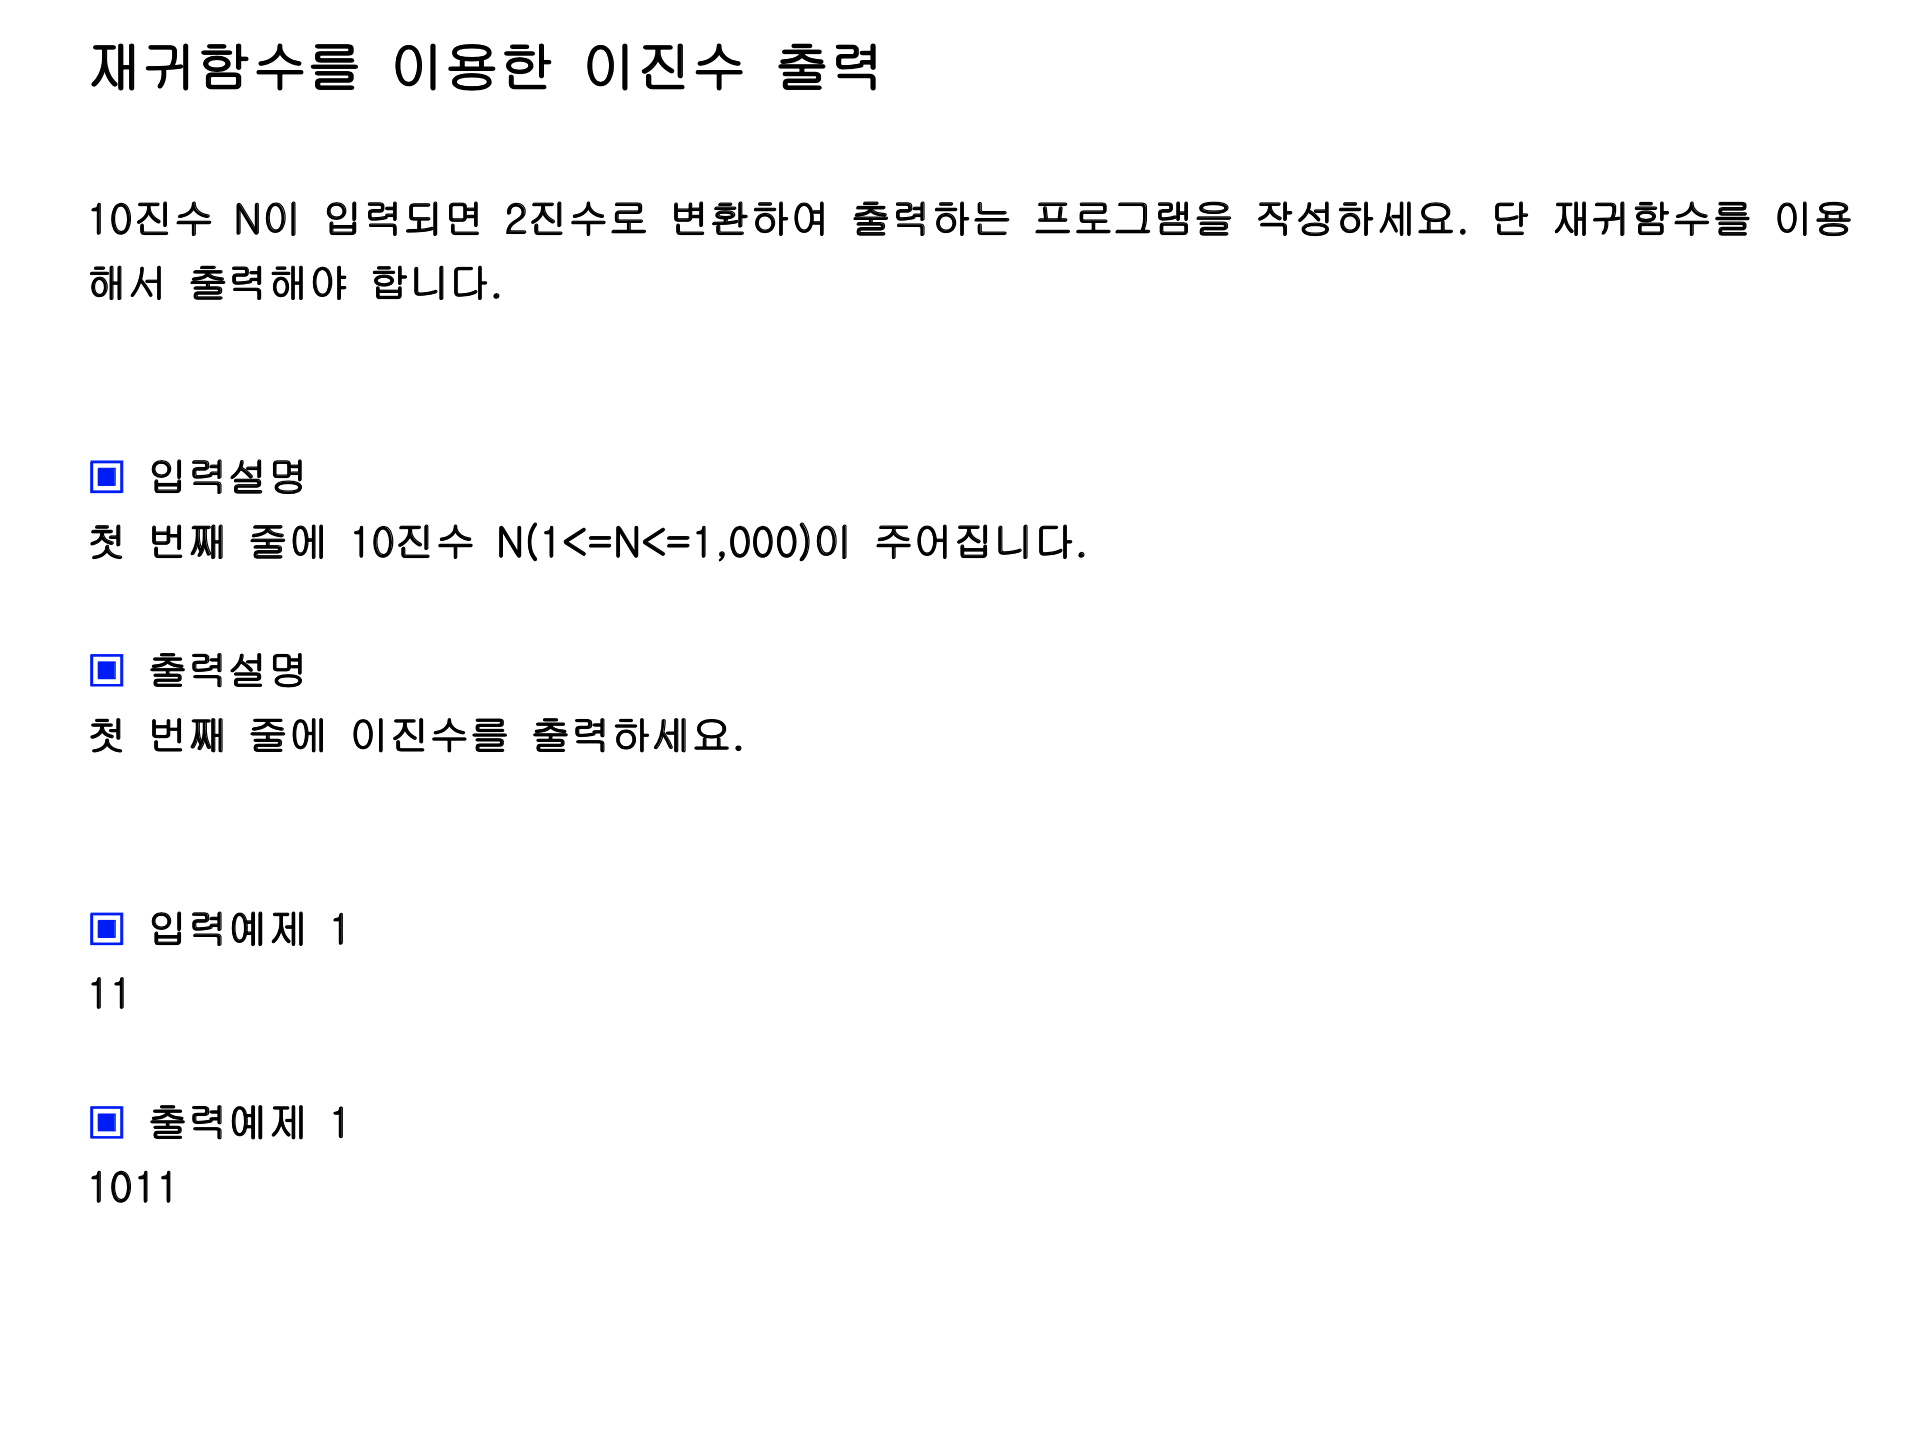 재귀함수를 이용한 이진수 출력
10진수 N이 입력되면 2진수로 변환하여 출력하는 프로그램을 작성하세요. 단 재귀함수를 이용
해서 출력해야 합니다.
▣ 입력설명
첫 번째 줄에 10진수 N(1<=N<=1,000)이 주어집니다.
▣ 출력설명
첫 번째 줄에 이진수를 출력하세요.
▣ 입력예제 1
11
▣ 출력예제 1
1011